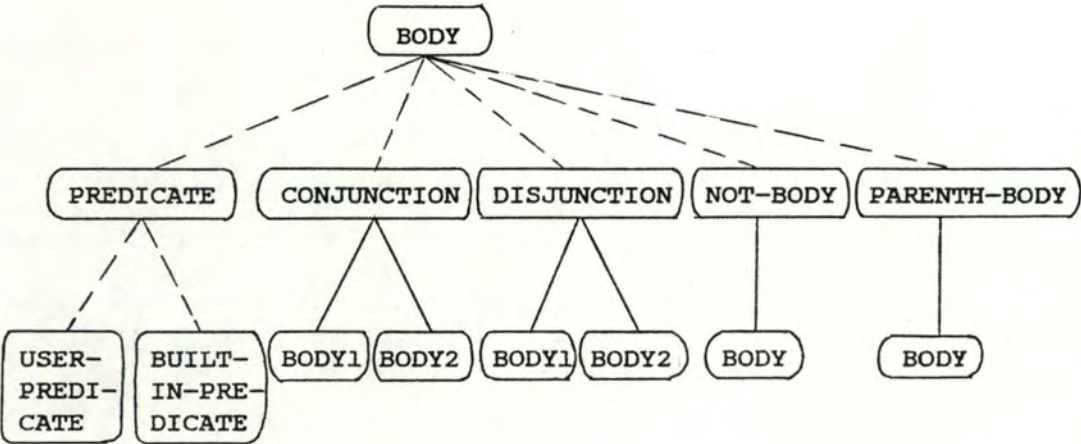 BODY
PREDICATE CONJUNCTION DISJUNCTION NOT-BODY PARENTH-BODY
USER- BUILT- BODY1 BODY2 BODY1 BODY2 BODY BODY
PREDI- IN-PRE-
CATE DICATE